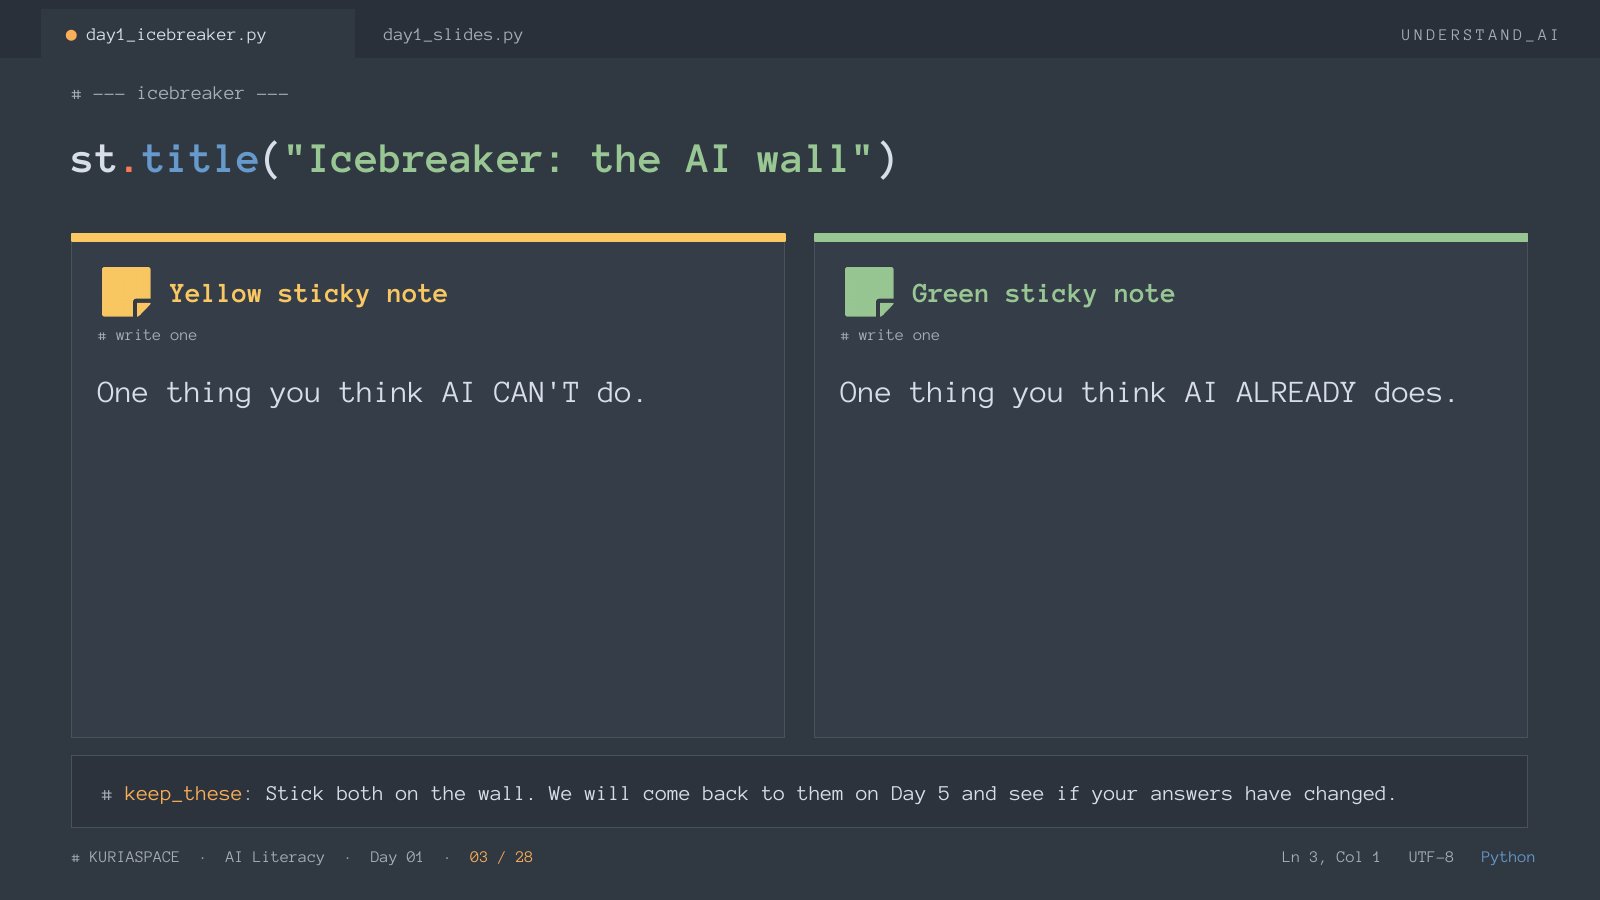 day1_icebreaker.py
day1_slides.py
UNDERSTAND_AI
# --- icebreaker ---
st.title("Icebreaker: the AI wall")
Yellow sticky note
# write one
One thing you think AI CAN'T do.
Green sticky note
# write one
One thing you think AI ALREADY does.
# keep_these: Stick both on the wall. We will come back to them on Day 5 and see if your answers have changed.
# KURIASPACE · AI Literacy · Day 01 · 03 / 28
Ln 3, Col 1 UTF-8 Python